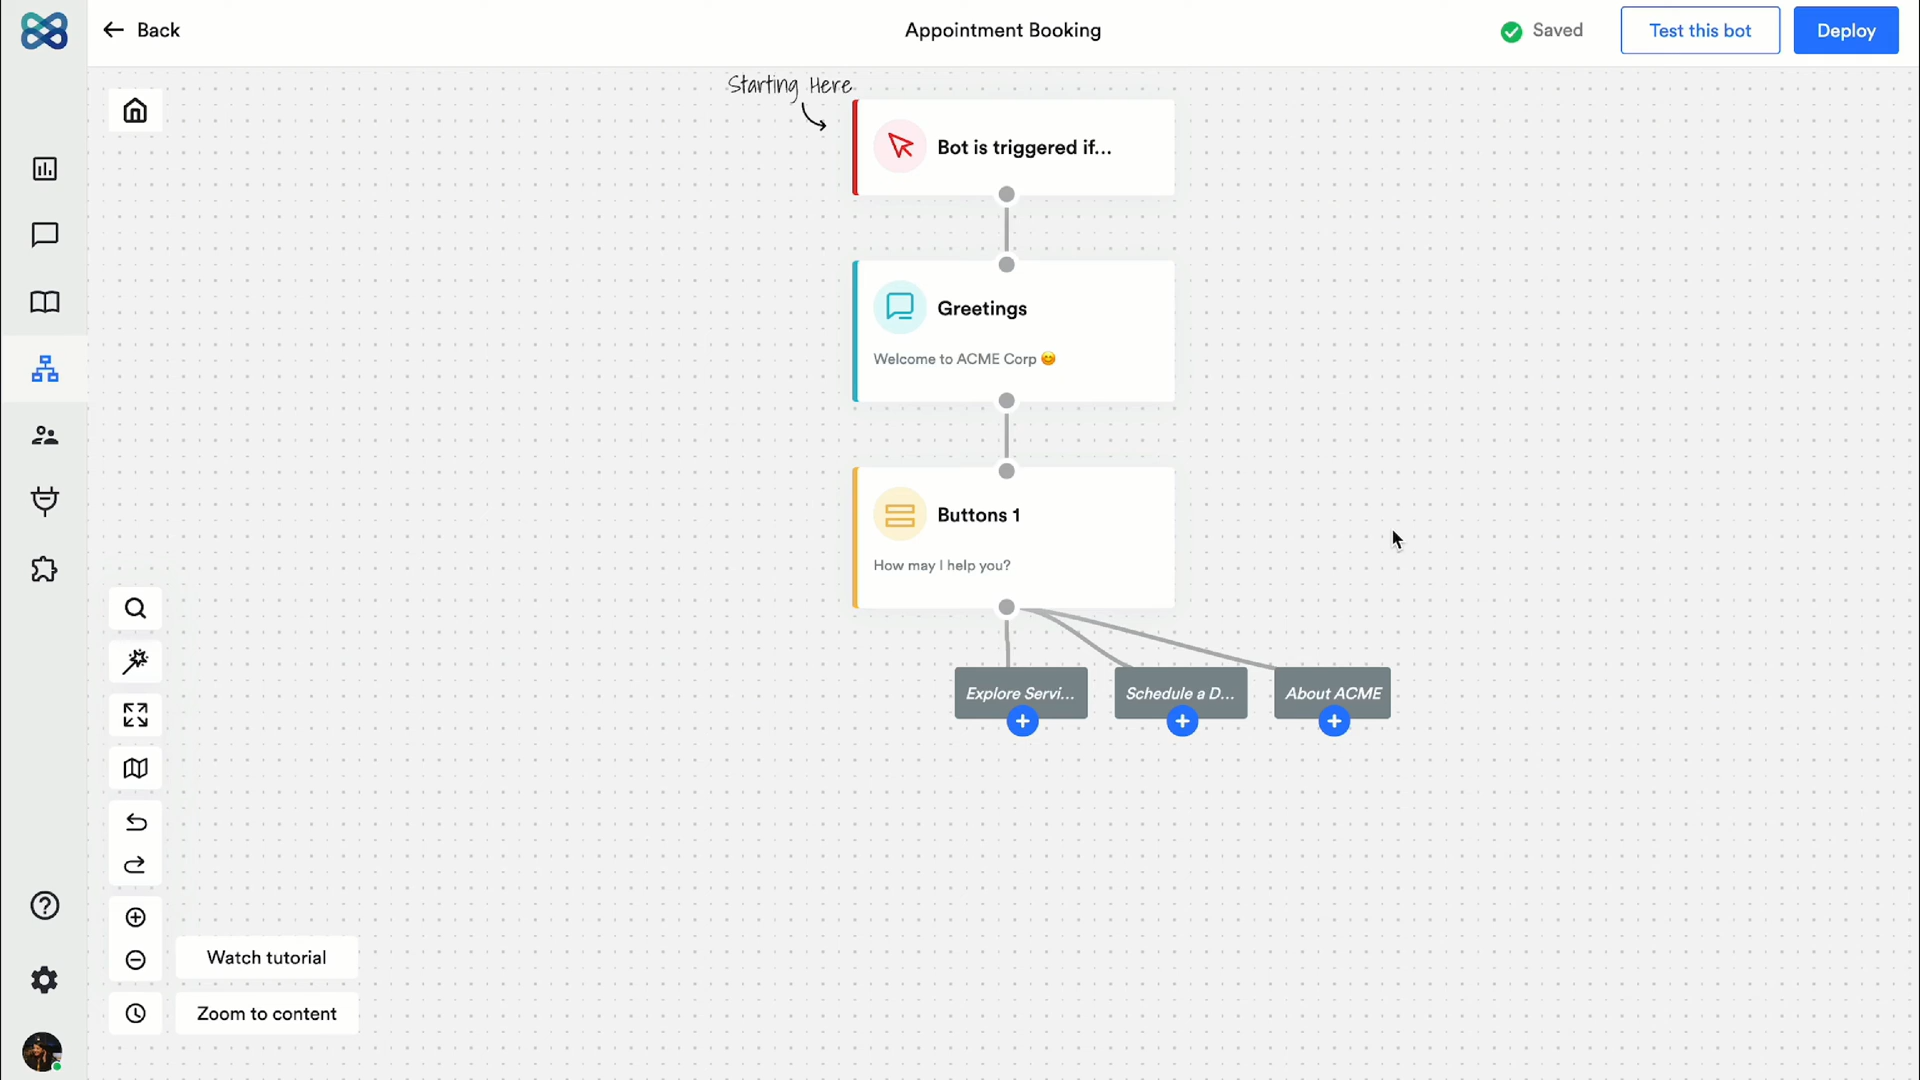 Back
Appointment Booking
Saved
Test this bot
Deploy
Starting Here
Bot is triggered if...
Greetings
Welcome to ACME Corp 😊
Buttons 1
How may I help you?
Explore Servi...
Schedule a D...
About ACME
Watch tutorial
Zoom to content